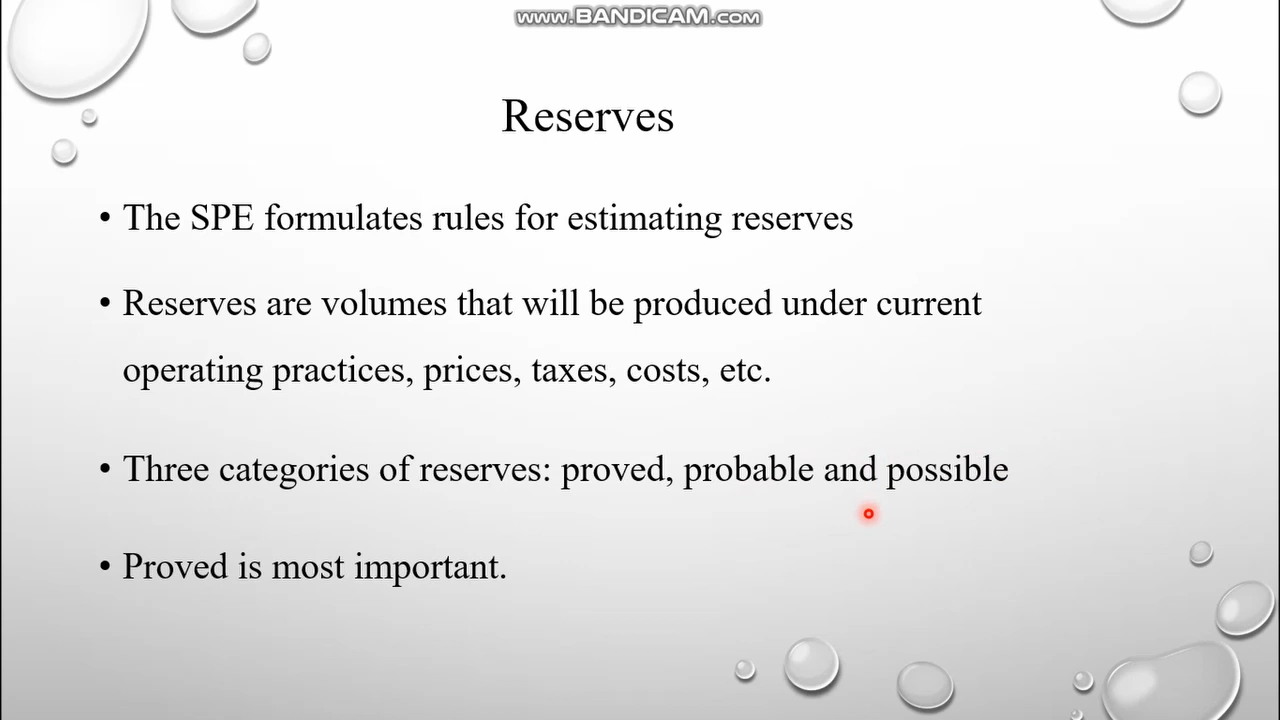 www.BANDICAM.com
Reserves
• The SPE formulates rules for estimating reserves
• Reserves are volumes that will be produced under current
operating practices, prices, taxes, costs, etc.
• Three categories of reserves: proved, probable and possible
• Proved is most important.